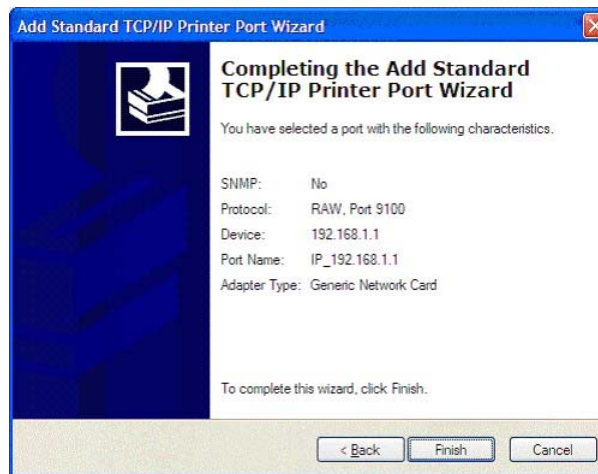 Add Standard TCP/IP Printer Port Wizard
Completing the Add Standard
TCP/IP Printer Port Wizard
You have selected a port with the following characteristics.
SNMP: No
Protocol: RAW, Port 9100
Device: 192.168.1.1
Port Name: IP_192.168.1.1
Adapter Type: Generic Network Card
To complete this wizard, click Finish.
< Back Finish Cancel